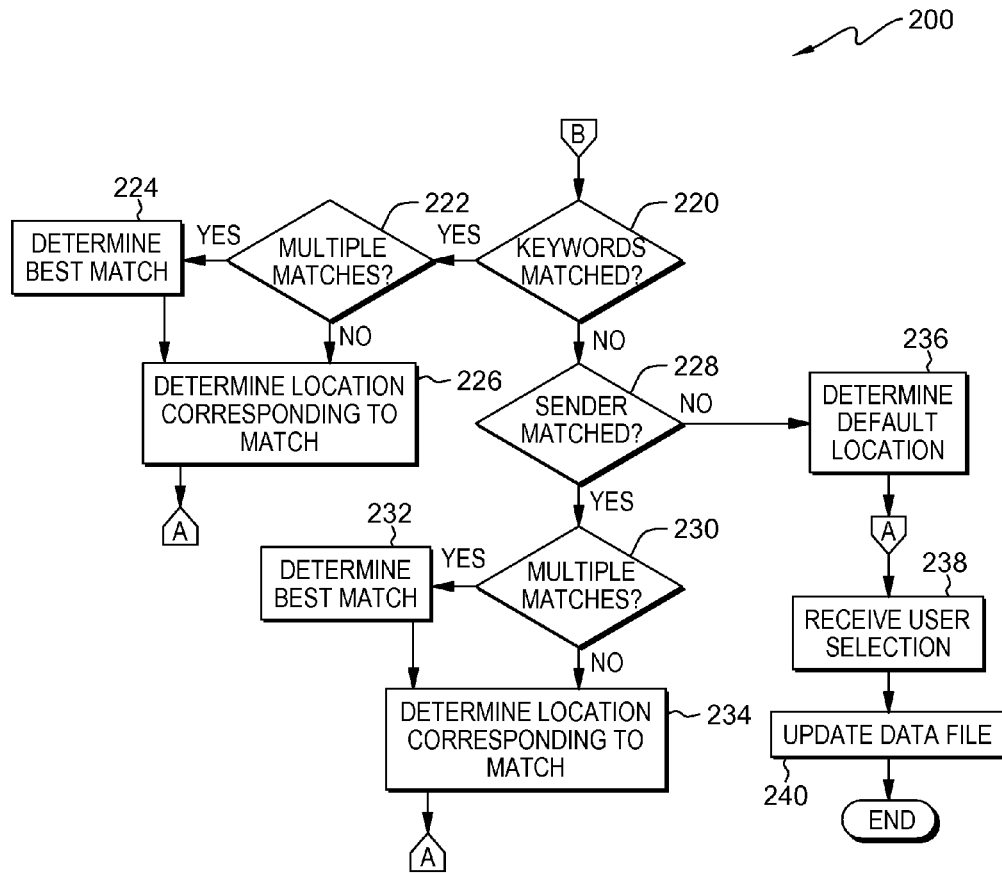 200
B
224
222
220
YES
YES
DETERMINE
BEST MATCH
MULTIPLE
MATCHES?
KEYWORDS
MATCHED?
NO
NO
236
226
228
DETERMINE LOCATION
CORRESPONDING TO
MATCH
SENDER
MATCHED?
NO
DETERMINE
DEFAULT
LOCATION
YES
A
A
232
230
YES
238
DETERMINE
BEST MATCH
MULTIPLE
MATCHES?
RECEIVE USER
SELECTION
NO
DETERMINE LOCATION
CORRESPONDING TO
MATCH
234
UPDATE DATA FILE
240
END
A